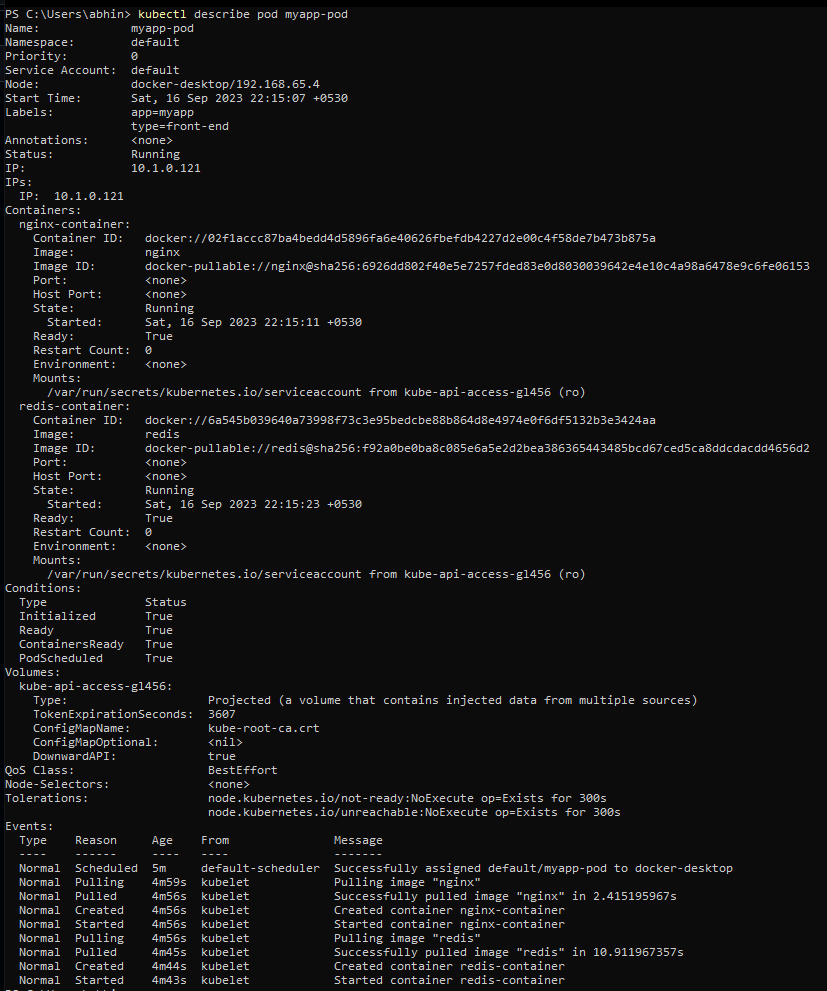 PS C:\Users\abhin> kubectl describe pod myapp-pod
Name:             myapp-pod
Namespace:        default
Priority:         0
Service Account:  default
Node:             docker-desktop/192.168.65.4
Start Time:       Sat, 16 Sep 2023 22:15:07 +0530
Labels:           app=myapp
                  type=front-end
Annotations:      <none>
Status:           Running
IP:               10.1.0.121
IPs:
  IP:  10.1.0.121
Containers:
  nginx-container:
    Container ID:   docker://02f1accc87ba4bedd4d5896fa6e40626fbefdb4227d2e00c4f58de7b473b875a
    Image:          nginx
    Image ID:       docker-pullable://nginx@sha256:6926dd802f40e5e7257fded83e0d8030039642e4e10c4a98a6478e9c6fe06153
    Port:           <none>
    Host Port:      <none>
    State:          Running
      Started:      Sat, 16 Sep 2023 22:15:11 +0530
    Ready:          True
    Restart Count:  0
    Environment:    <none>
    Mounts:
      /var/run/secrets/kubernetes.io/serviceaccount from kube-api-access-gl456 (ro)
  redis-container:
    Container ID:   docker://6a545b039640a73998f73c3e95bedcbe88b864d8e4974e0f6df5132b3e3424aa
    Image:          redis
    Image ID:       docker-pullable://redis@sha256:f92a0be0ba8c085e6a5e2d2bea386365443485bcd67ced5ca8ddcdacdd4656d2
    Port:           <none>
    Host Port:      <none>
    State:          Running
      Started:      Sat, 16 Sep 2023 22:15:23 +0530
    Ready:          True
    Restart Count:  0
    Environment:    <none>
    Mounts:
      /var/run/secrets/kubernetes.io/serviceaccount from kube-api-access-gl456 (ro)
Conditions:
  Type              Status
  Initialized       True
  Ready             True
  ContainersReady   True
  PodScheduled      True
Volumes:
  kube-api-access-gl456:
    Type:                    Projected (a volume that contains injected data from multiple sources)
    TokenExpirationSeconds:  3607
    ConfigMapName:           kube-root-ca.crt
    ConfigMapOptional:       <nil>
    DownwardAPI:             true
QoS Class:                   BestEffort
Node-Selectors:              <none>
Tolerations:                 node.kubernetes.io/not-ready:NoExecute op=Exists for 300s
                             node.kubernetes.io/unreachable:NoExecute op=Exists for 300s
Events:
  Type    Reason     Age    From               Message
  ----    ------     ----   ----               -------
  Normal  Scheduled  5m     default-scheduler  Successfully assigned default/myapp-pod to docker-desktop
  Normal  Pulling    4m59s  kubelet            Pulling image "nginx"
  Normal  Pulled     4m56s  kubelet            Successfully pulled image "nginx" in 2.415195967s
  Normal  Created    4m56s  kubelet            Created container nginx-container
  Normal  Started    4m56s  kubelet            Started container nginx-container
  Normal  Pulling    4m56s  kubelet            Pulling image "redis"
  Normal  Pulled     4m45s  kubelet            Successfully pulled image "redis" in 10.911967357s
  Normal  Created    4m44s  kubelet            Created container redis-container
  Normal  Started    4m43s  kubelet            Started container redis-container